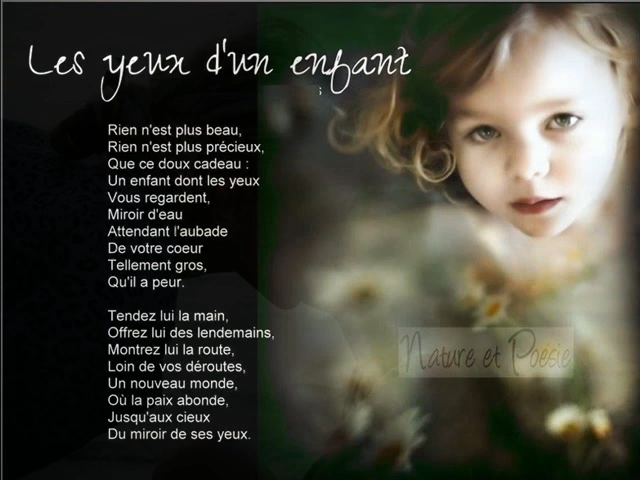 Les yeux d'un enfant
Rien n'est plus beau,
Rien n'est plus précieux,
Que ce doux cadeau :
Un enfant dont les yeux
Vous regardent,
Miroir d'eau
Attendant l'aubade
De votre coeur
Tellement gros,
Qu'il a peur.
Tendez lui la main,
Offrez lui des lendemains,
Montrez lui la route,
Loin de vos déroutes,
Un nouveau monde,
Où la paix abonde,
Jusqu'aux cieux
Du miroir de ses yeux.
Nature et Poésie